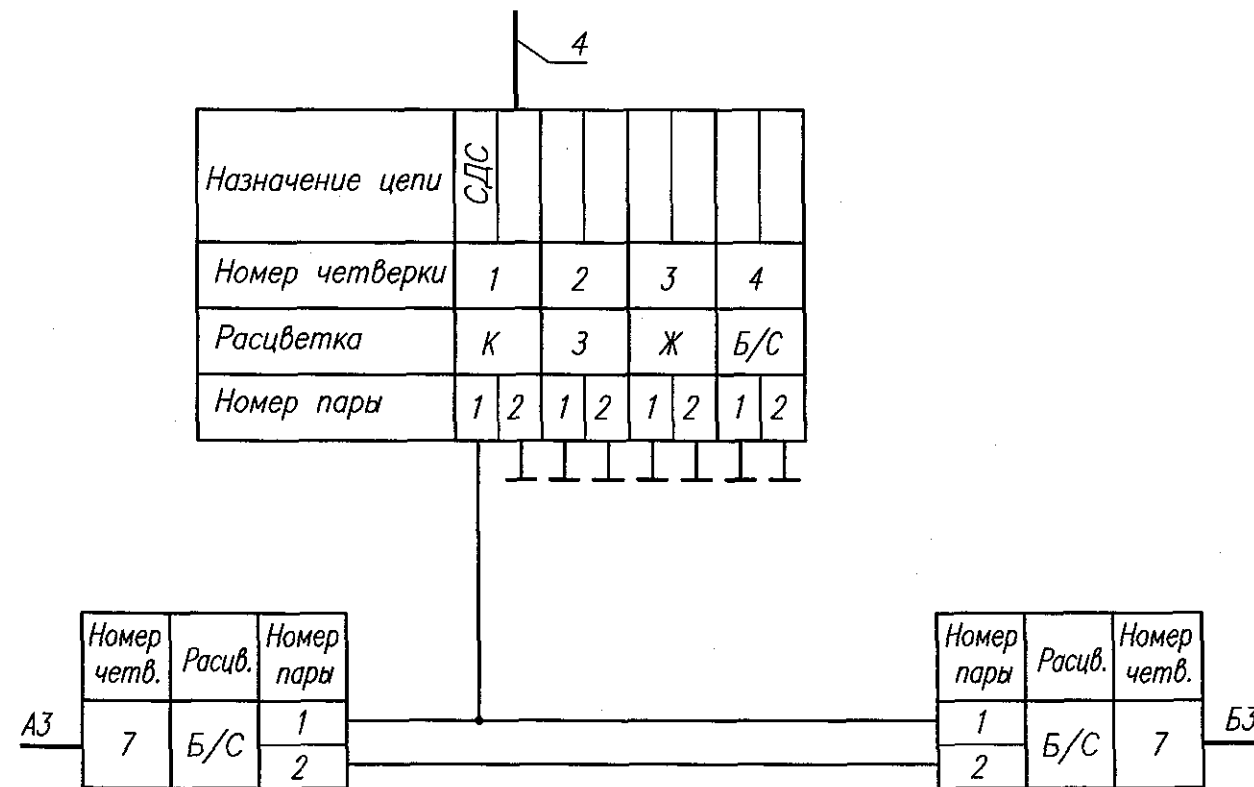 4
Назначение цепи СДС
Номер четверки 1 2 3 4
Расцветка К З Ж Б/С
Номер пары 1 2 1 2 1 2 1 2
Номер четв. Расцв. Номер пары
А3 7 Б/С 1
2
Номер пары Расцв. Номер четв.
1 Б/С 7 Б3
2